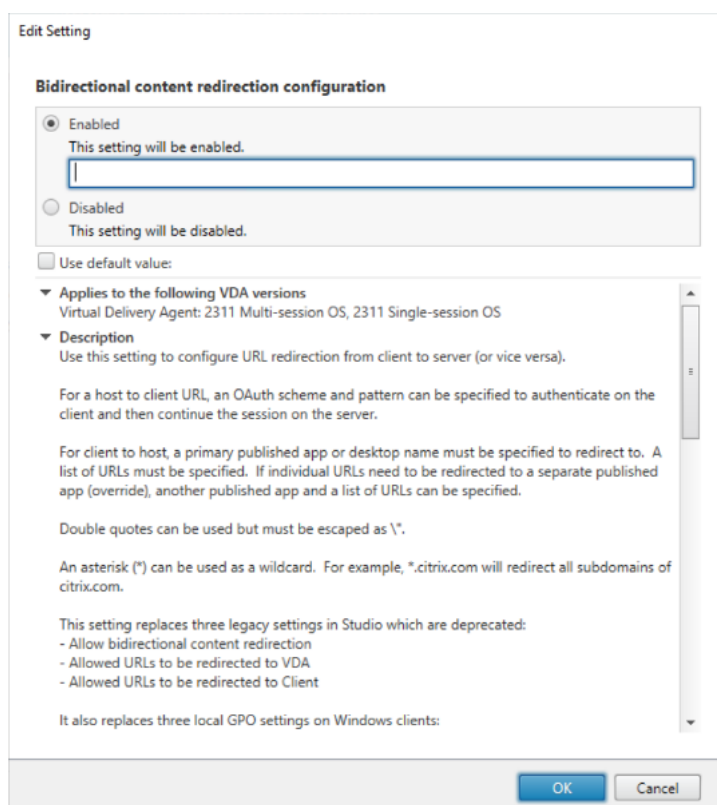 Edit Setting
Bidirectional content redirection configuration
Enabled
This setting will be enabled.
Disabled
This setting will be disabled.
Use default value:
Applies to the following VDA versions
Virtual Delivery Agent: 2311 Multi-session OS, 2311 Single-session OS
Description
Use this setting to configure URL redirection from client to server (or vice versa).
For a host to client URL, an OAuth scheme and pattern can be specified to authenticate on the
client and then continue the session on the server.
For client to host, a primary published app or desktop name must be specified to redirect to. A
list of URLs must be specified. If individual URLs need to be redirected to a separate published
app (override), another published app and a list of URLs can be specified.
Double quotes can be used but must be escaped as \".
An asterisk (*) can be used as a wildcard. For example, *.citrix.com will redirect all subdomains of
citrix.com.
This setting replaces three legacy settings in Studio which are deprecated:
- Allow bidirectional content redirection
- Allowed URLs to be redirected to VDA
- Allowed URLs to be redirected to Client
It also replaces three local GPO settings on Windows clients:
OK
Cancel